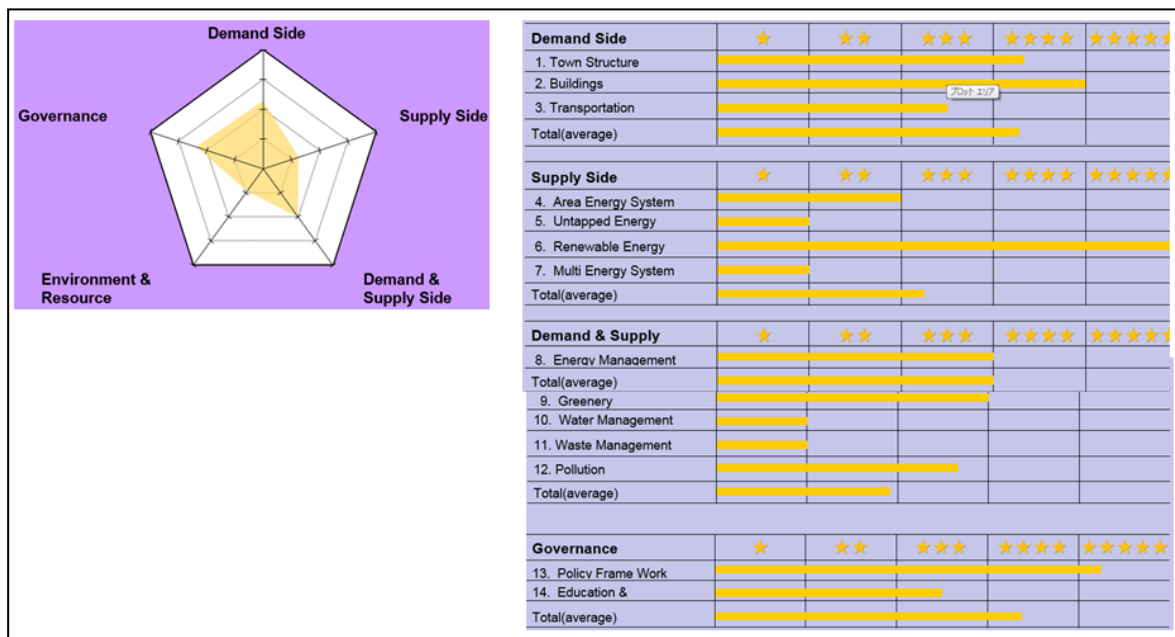 Demand Side
Governance
Supply Side
Environment &
Resource
Demand &
Supply Side
Demand Side ★ ★★ ★★★ ★★★★ ★★★★★
1. Town Structure
2. Buildings
プロット エリア
3. Transportation
Total(average)
Supply Side ★ ★★ ★★★ ★★★★ ★★★★★
4. Area Energy System
5. Untapped Energy
6. Renewable Energy
7. Multi Energy System
Total(average)
Demand & Supply ★ ★★ ★★★ ★★★★ ★★★★★
8. Energy Management
Total(average)
9. Greenery
10. Water Management
11. Waste Management
12. Pollution
Total(average)
Governance ★ ★★ ★★★ ★★★★ ★★★★★
13. Policy Frame Work
14. Education &
Total(average)